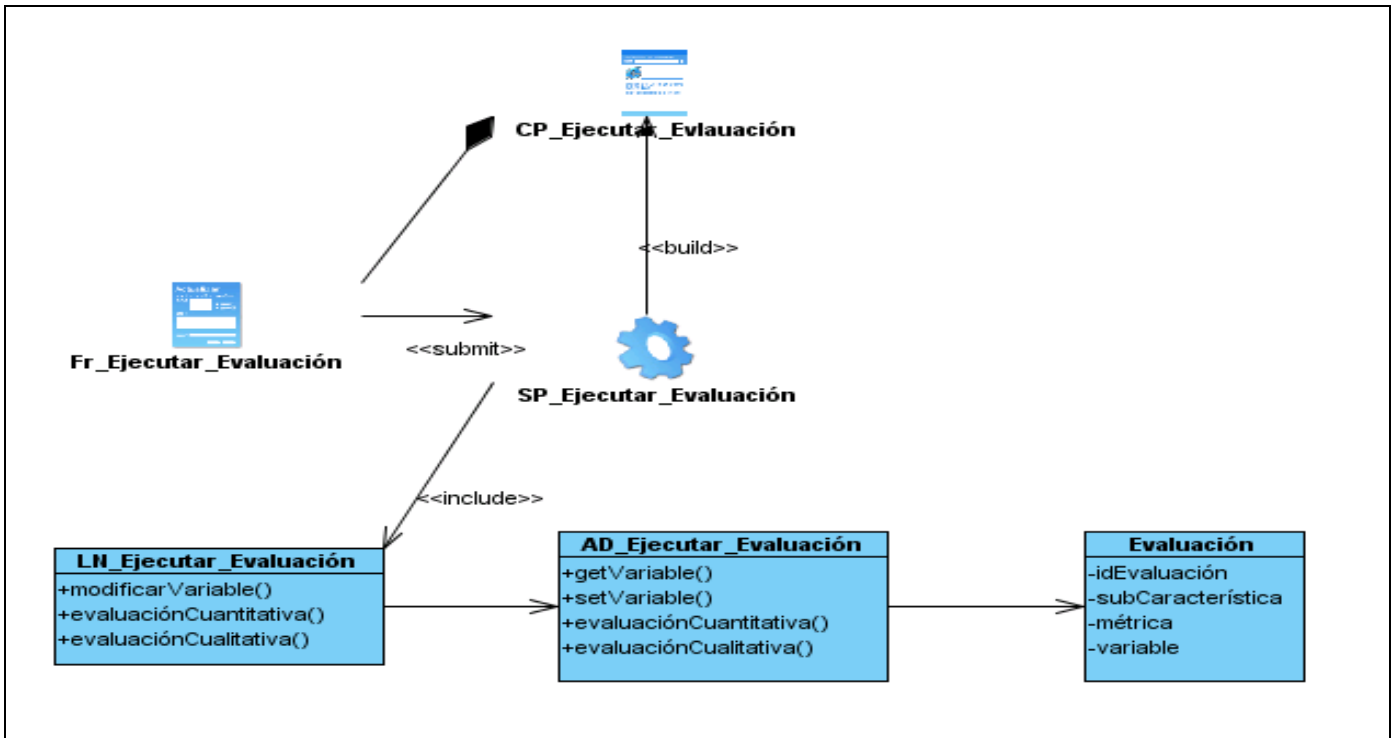 CP_Ejecutar_Evlauación
<<build>>
Actualizar
Fr_Ejecutar_Evaluación
<<submit>>
SP_Ejecutar_Evaluación
<<include>>
LN_Ejecutar_Evaluación
+modificarVariable()
+evaluaciónCuantitativa()
+evaluaciónCualitativa()
AD_Ejecutar_Evaluación
+getVariable()
+setVariable()
+evaluaciónCuantitativa()
+evaluaciónCualitativa()
Evaluación
-idEvaluación
-subCaracterística
-métrica
-variable